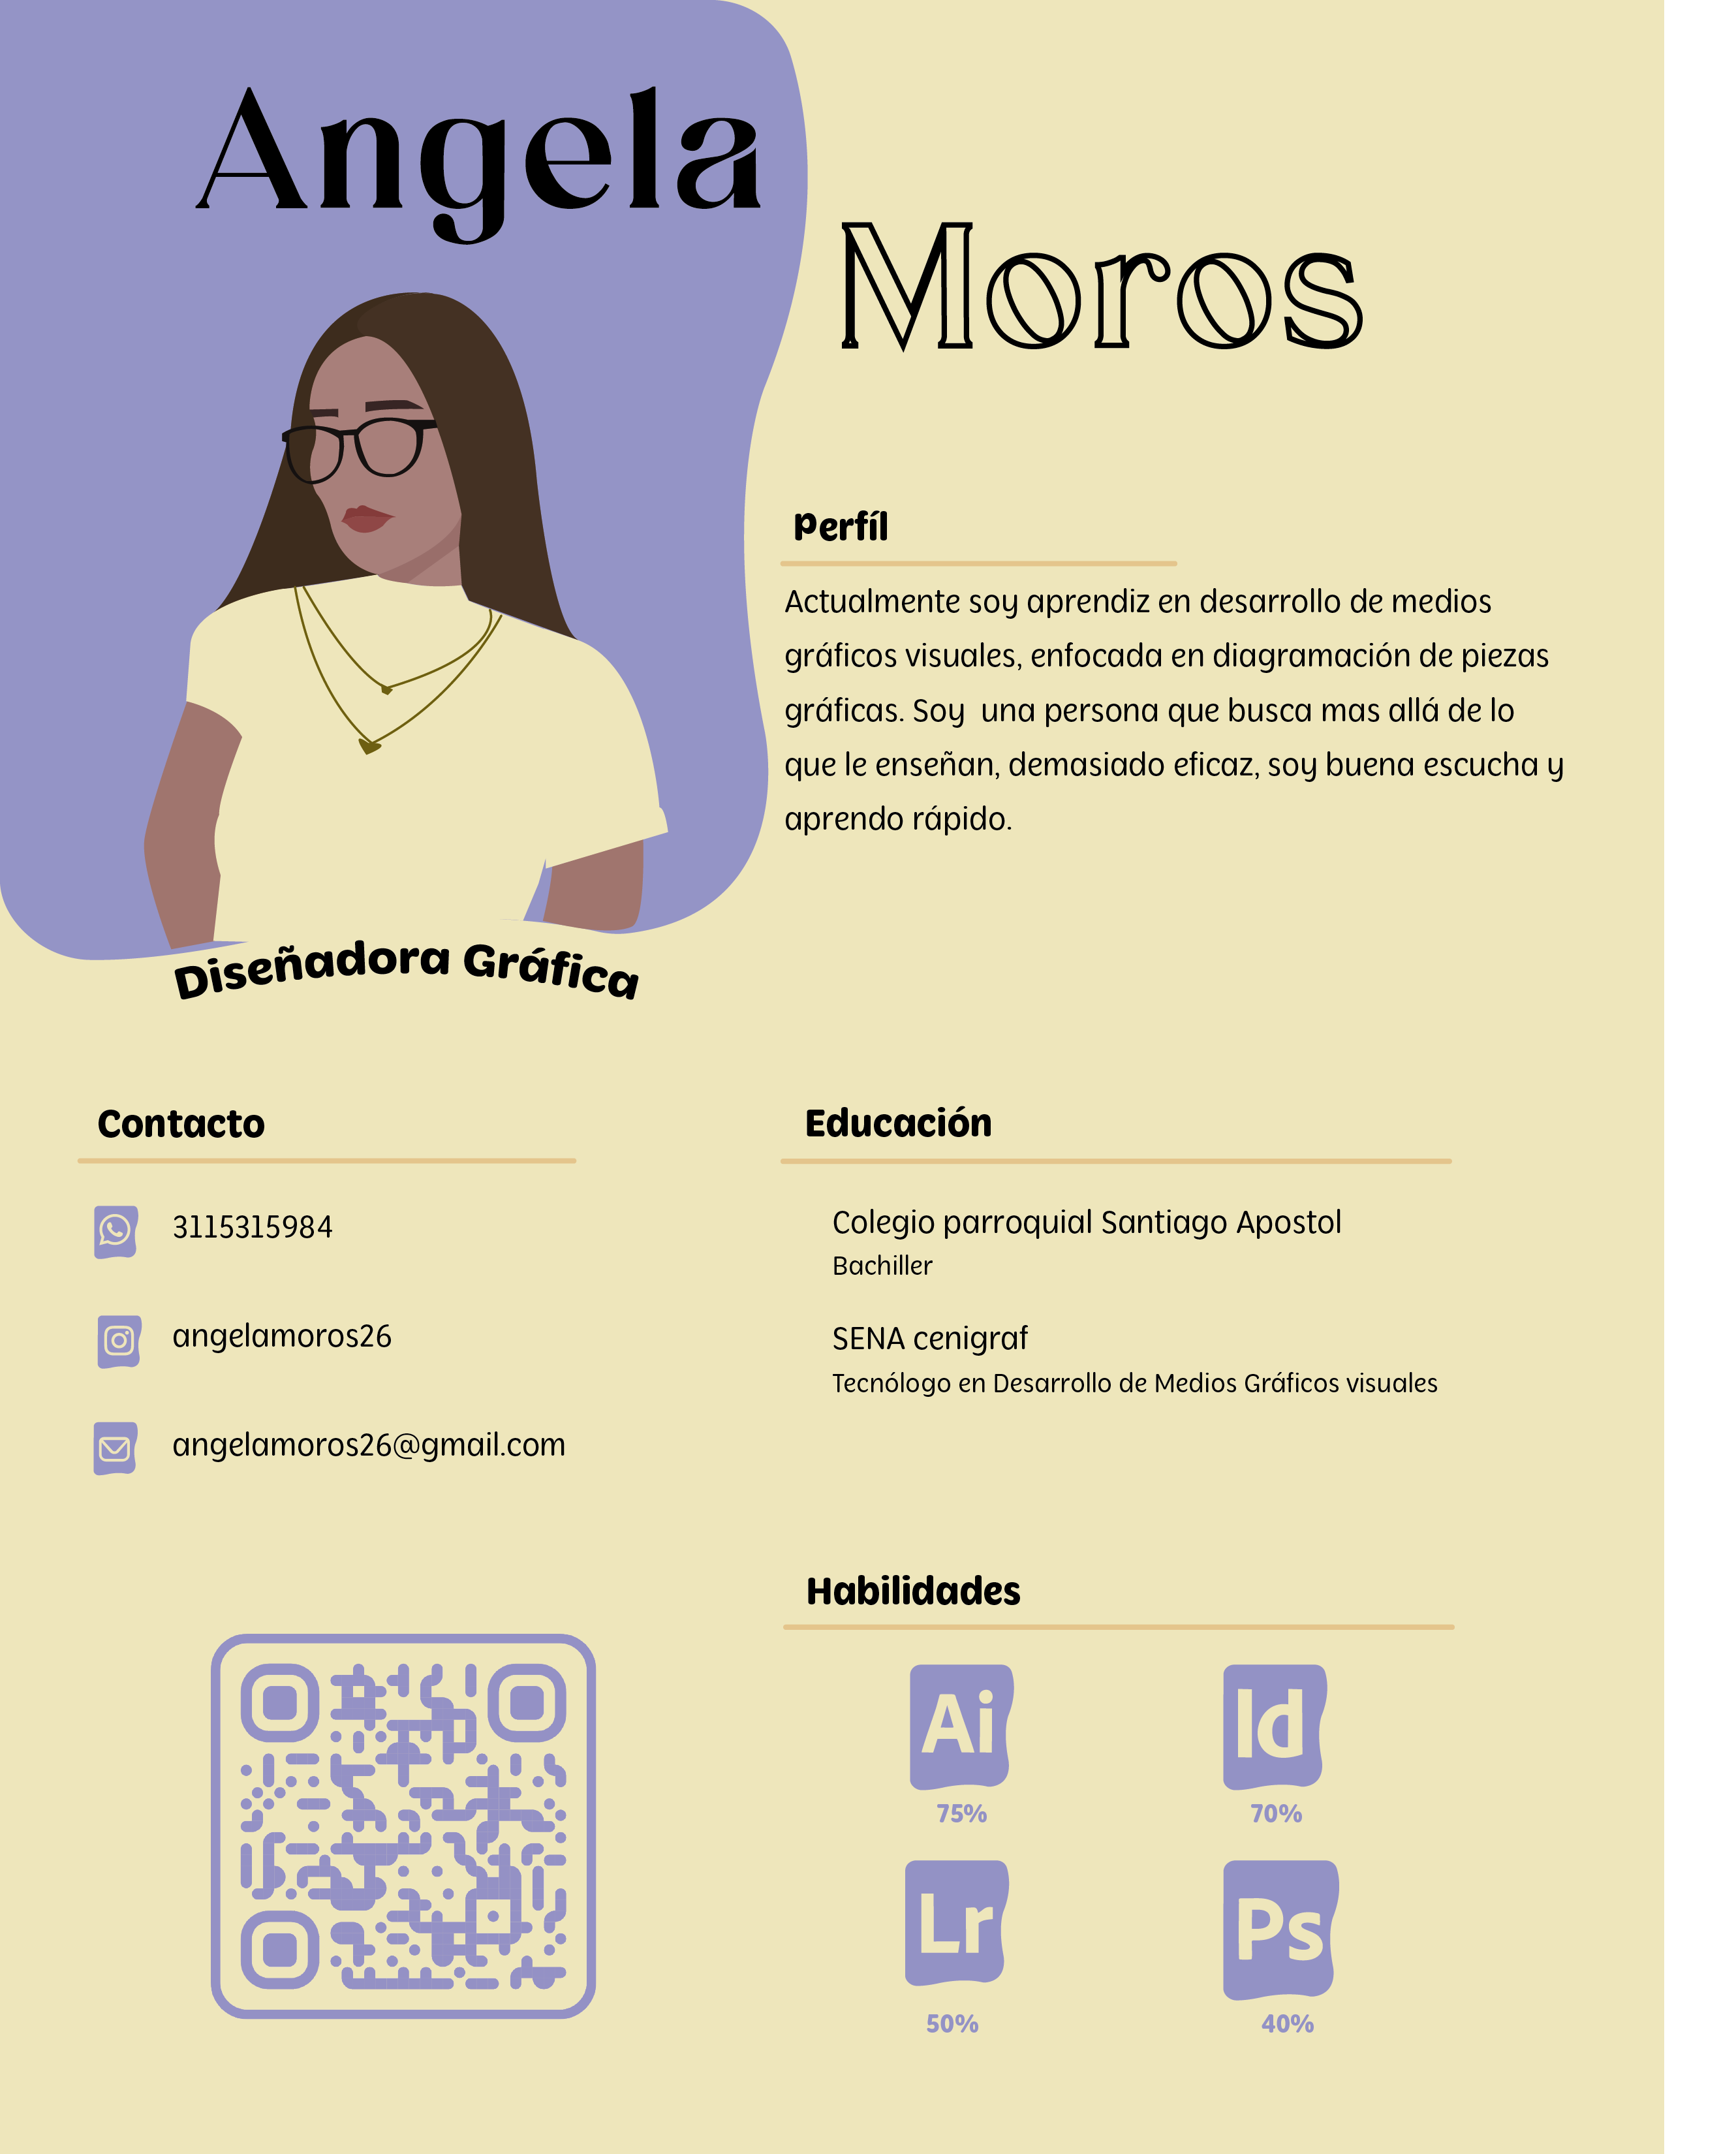 Angela
Moros
Perfíl
Actualmente soy aprendiz en desarrollo de medios
gráficos visuales, enfocada en diagramación de piezas
gráficas. Soy  una persona que busca mas allá de lo
que le enseñan, demasiado eficaz, soy buena escucha y
aprendo rápido.
Diseñadora Gráfica
Contacto
3115315984
angelamoros26
angelamoros26@gmail.com
Educación
Colegio parroquial Santiago Apostol
Bachiller
SENA cenigraf
Tecnólogo en Desarrollo de Medios Gráficos visuales
Habilidades
Ai
Id
75%
70%
Lr
Ps
50%
40%